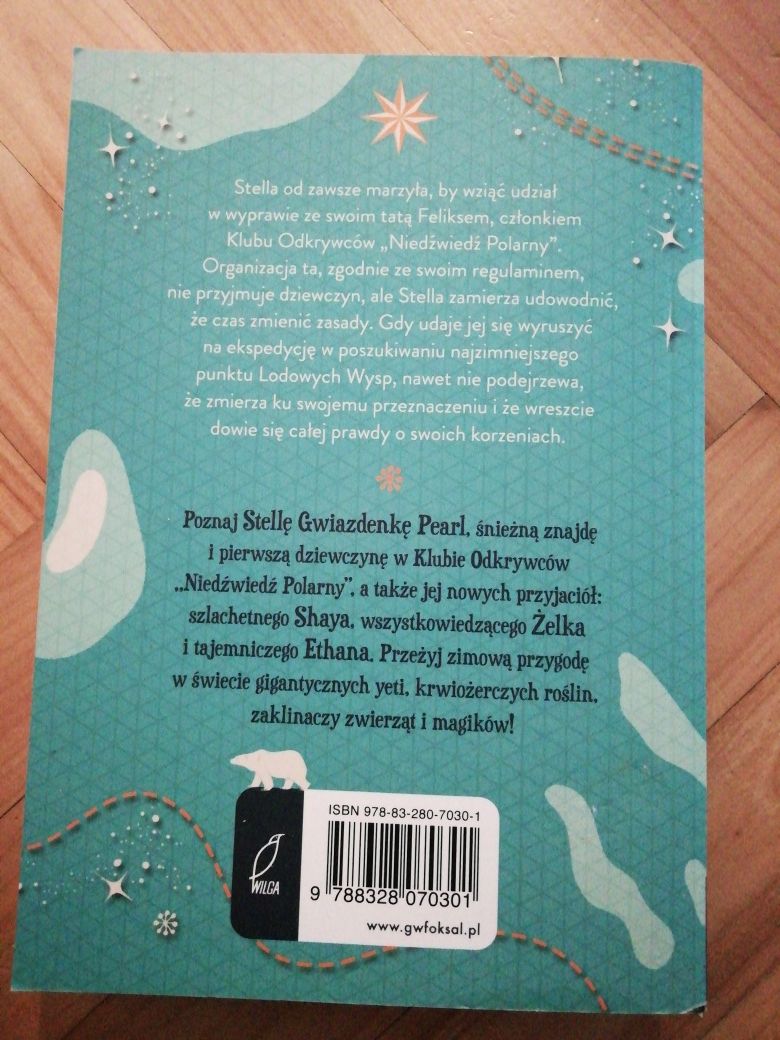 Stella od zawsze marzyła, by wziąć udział
w wyprawie ze swoim tatą Feliksem, członkiem
Klubu Odkrywców „Niedźwiedź Polarny”.
Organizacja ta, zgodnie ze swoim regulaminem,
nie przyjmuje dziewczyn, ale Stella zamierza udowodnić,
że czas zmienić zasady. Gdy udaje jej się wyruszyć
na ekspedycję w poszukiwaniu najzimniejszego
punktu Lodowych Wysp, nawet nie podejrzewa,
że zmierza ku swojemu przeznaczeniu i że wreszcie
dowie się całej prawdy o swoich korzeniach.
Poznaj Stellę Gwiazdenkę Pearl, śnieżną znajdę
i pierwszą dziewczynę w Klubie Odkrywców
„Niedźwiedź Polarny”, a także jej nowych przyjaciół:
szlachetnego Shaya, wszystkowiedzącego Żelka
i tajemniczego Ethana. Przeżyj zimową przygodę
w świecie gigantycznych yeti, krwiożerczych roślin,
zaklinaczy zwierząt i magików!
ISBN 978-83-280-7030-1
WILGA
9 788328 070301
www.gwfoksal.pl